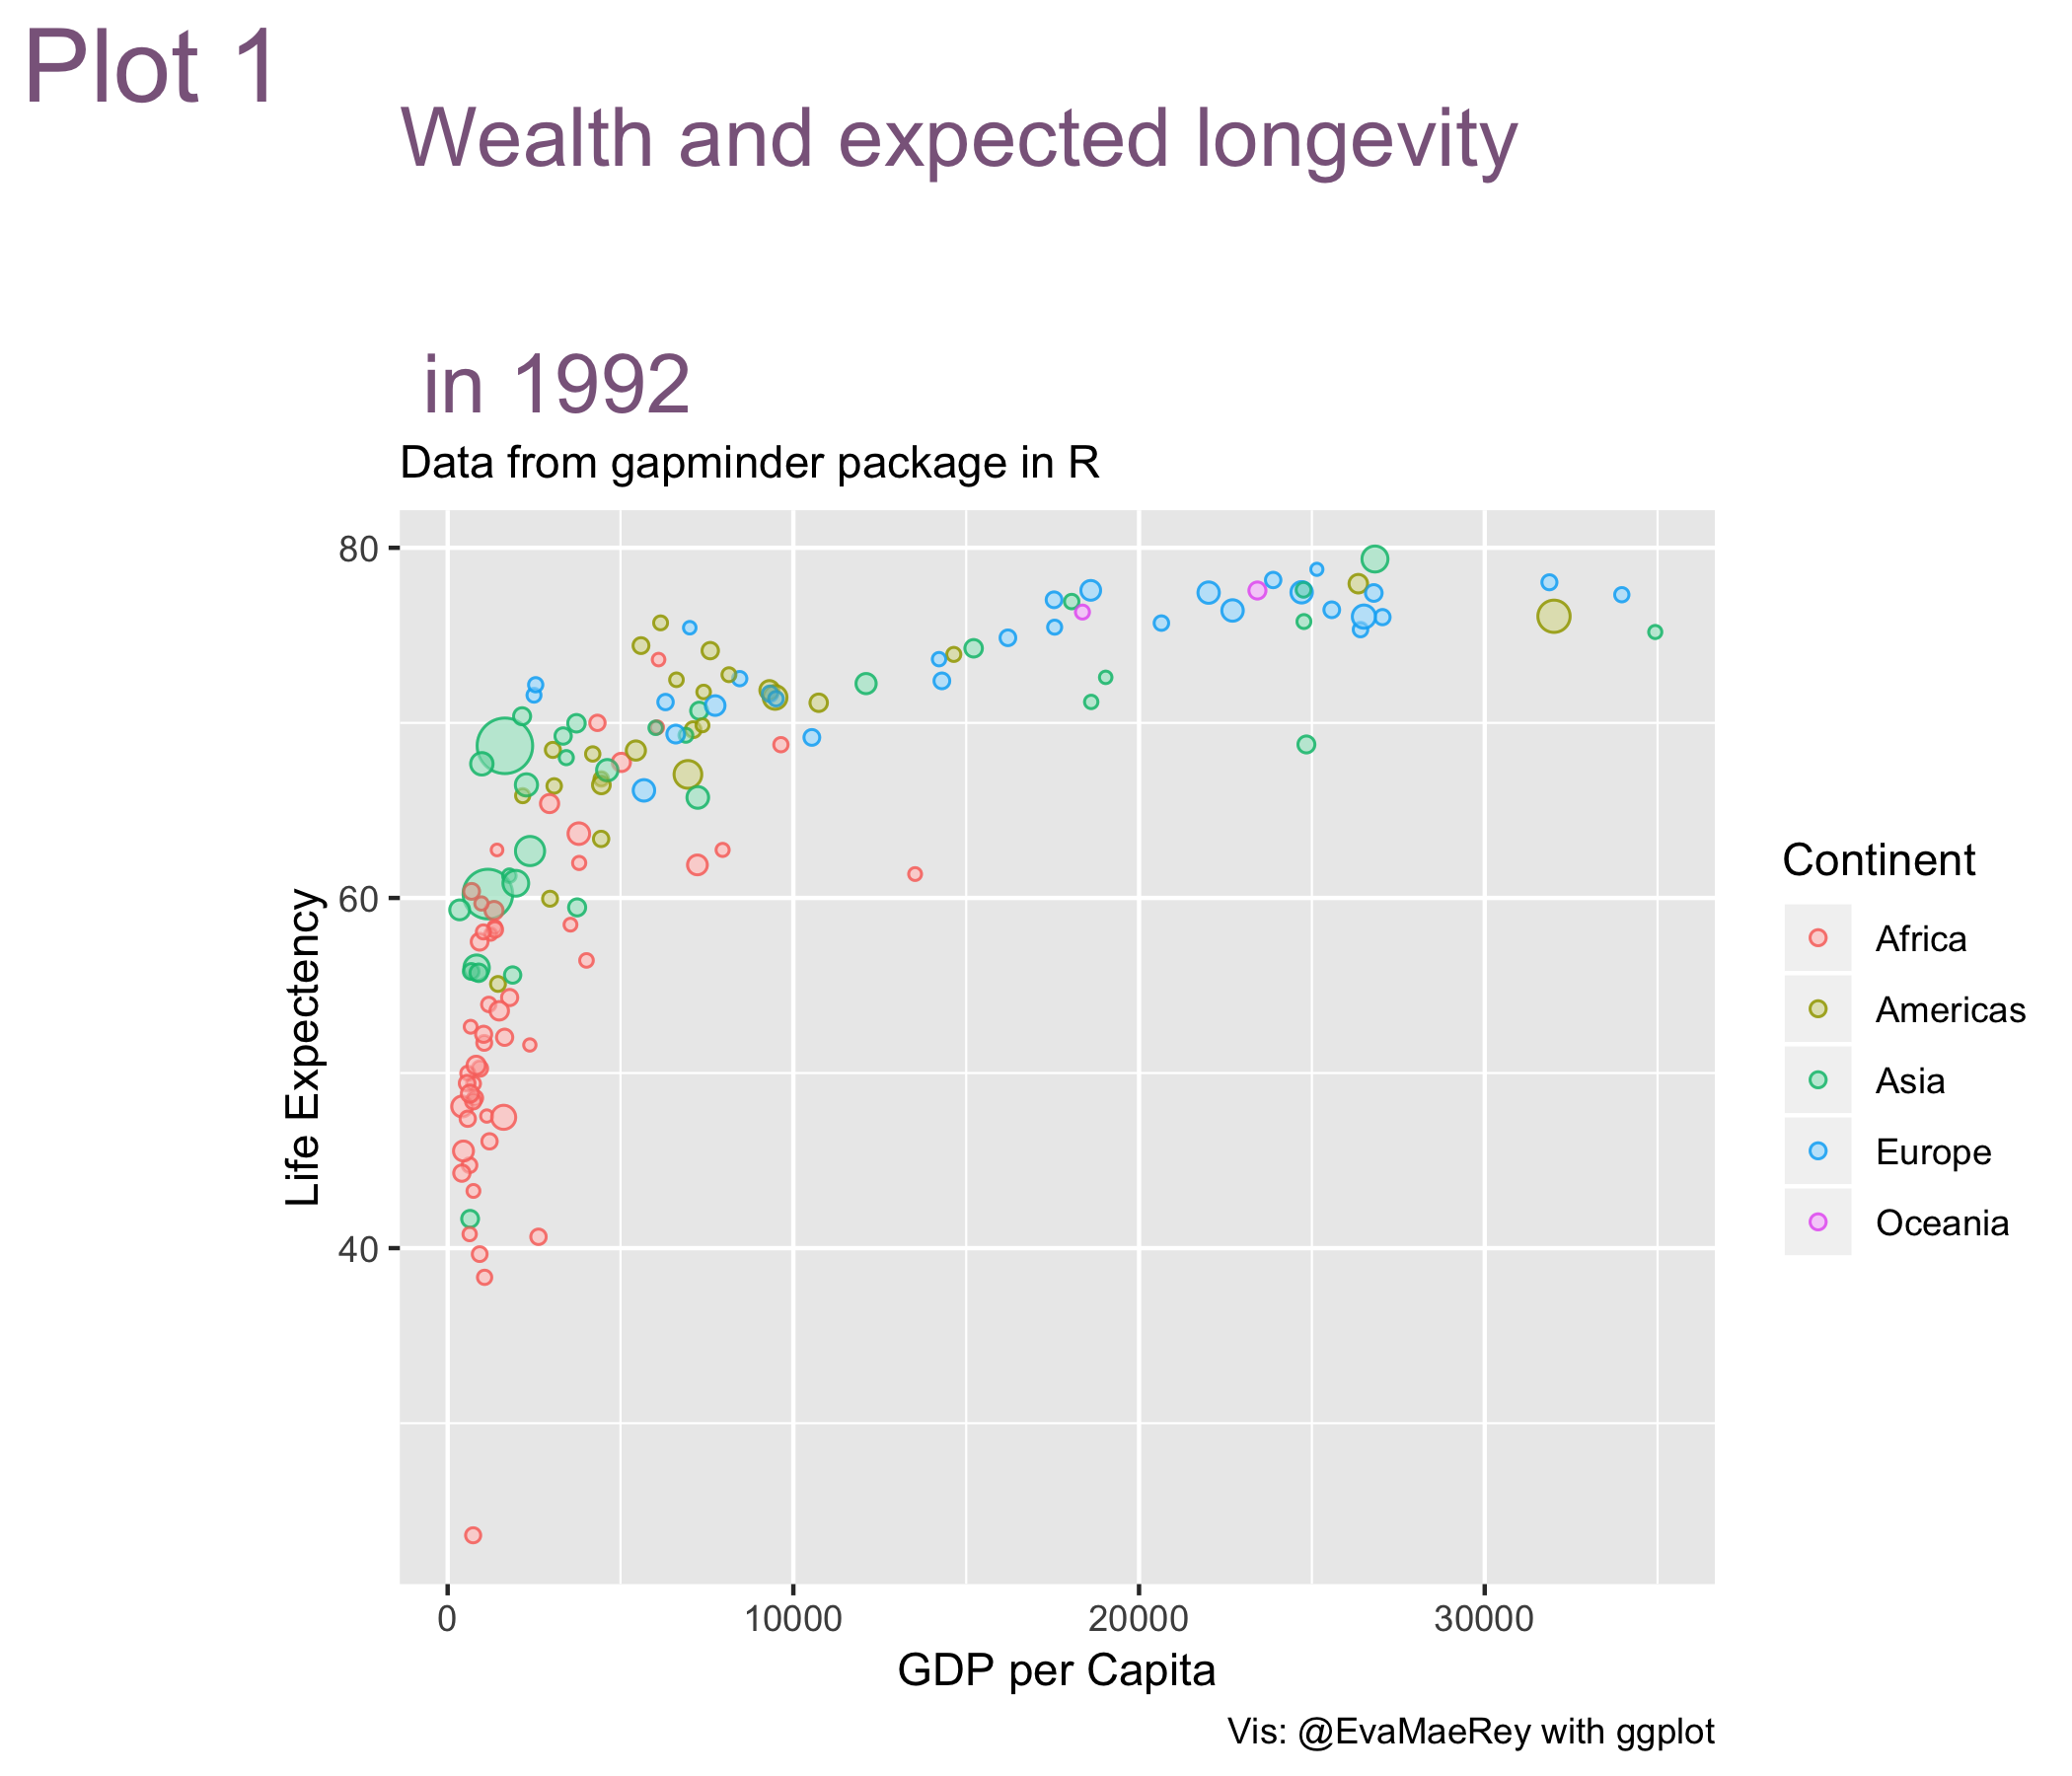 Plot 1
Wealth and expected longevity
in 1992
Data from gapminder package in R
80
60
40
Life Expectency
0 10000 20000 30000
GDP per Capita
Continent
Africa
Americas
Asia
Europe
Oceania
Vis: @EvaMaeRey with ggplot